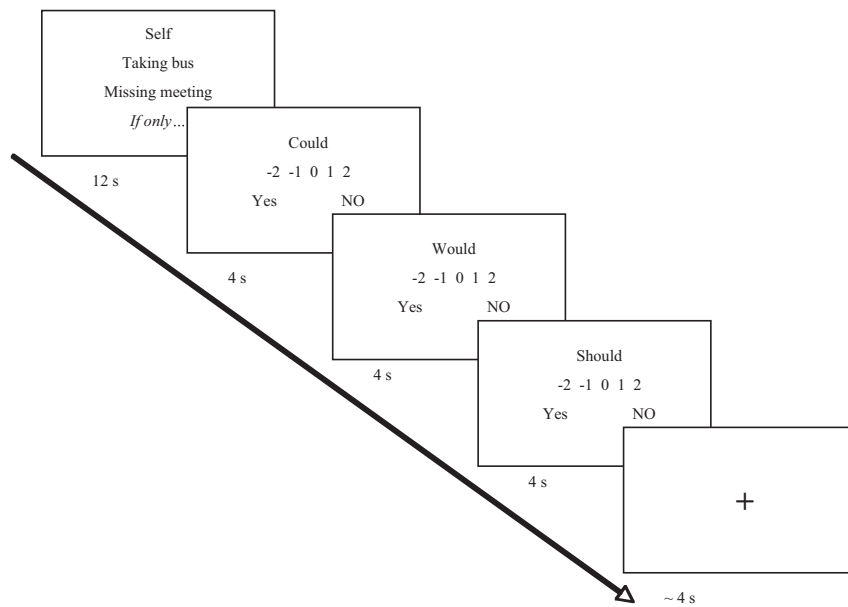 Self
Taking bus
Missing meeting
If only...
12 s
Could
-2 -1 0 1 2
Yes NO
4 s
Would
-2 -1 0 1 2
Yes NO
4 s
Should
-2 -1 0 1 2
Yes NO
4 s
+
~ 4 s